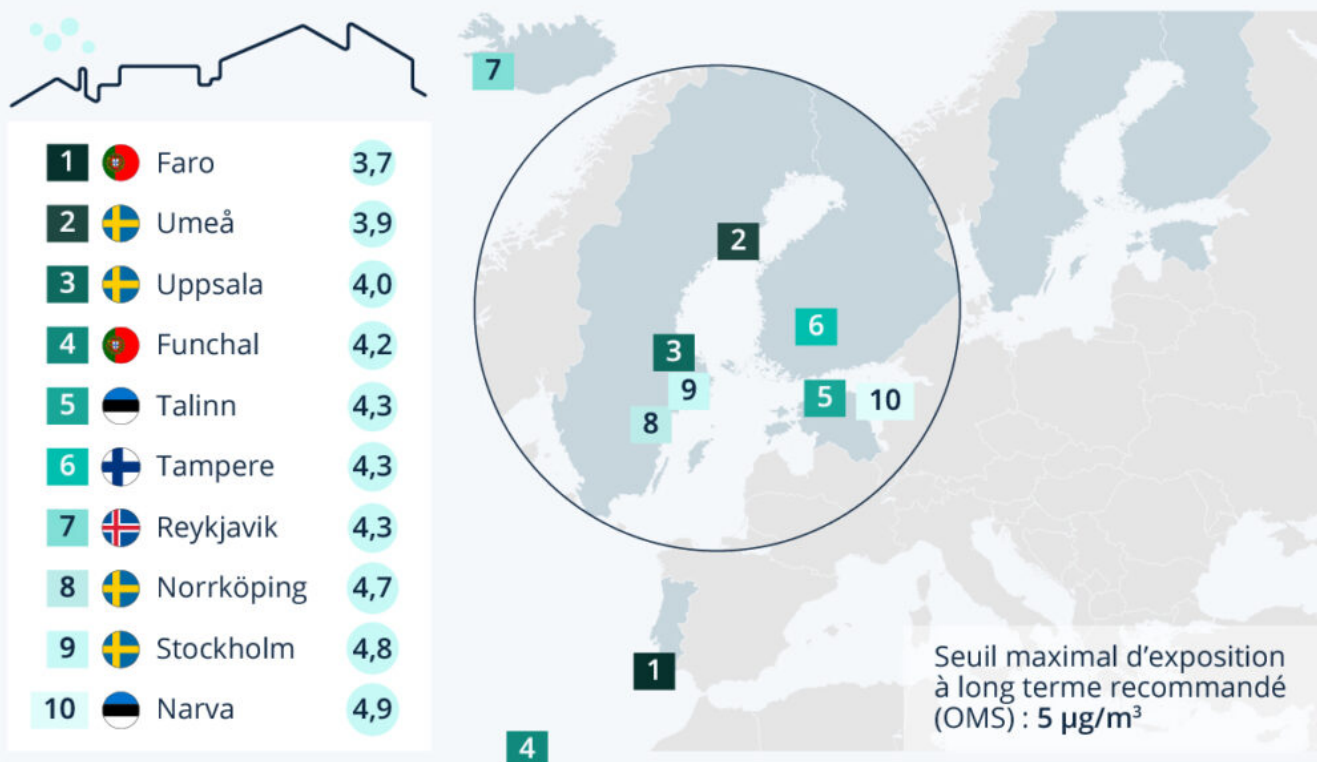 1 Faro 3,7
2 Umeå 3,9
3 Uppsala 4,0
4 Funchal 4,2
5 Talinn 4,3
6 Tampere 4,3
7 Reykjavik 4,3
8 Norrköping 4,7
9 Stockholm 4,8
10 Narva 4,9
7
2
6
3
9
5
10
8
1
4
Seuil maximal d’exposition
à long terme recommandé
(OMS) : 5 µg/m³